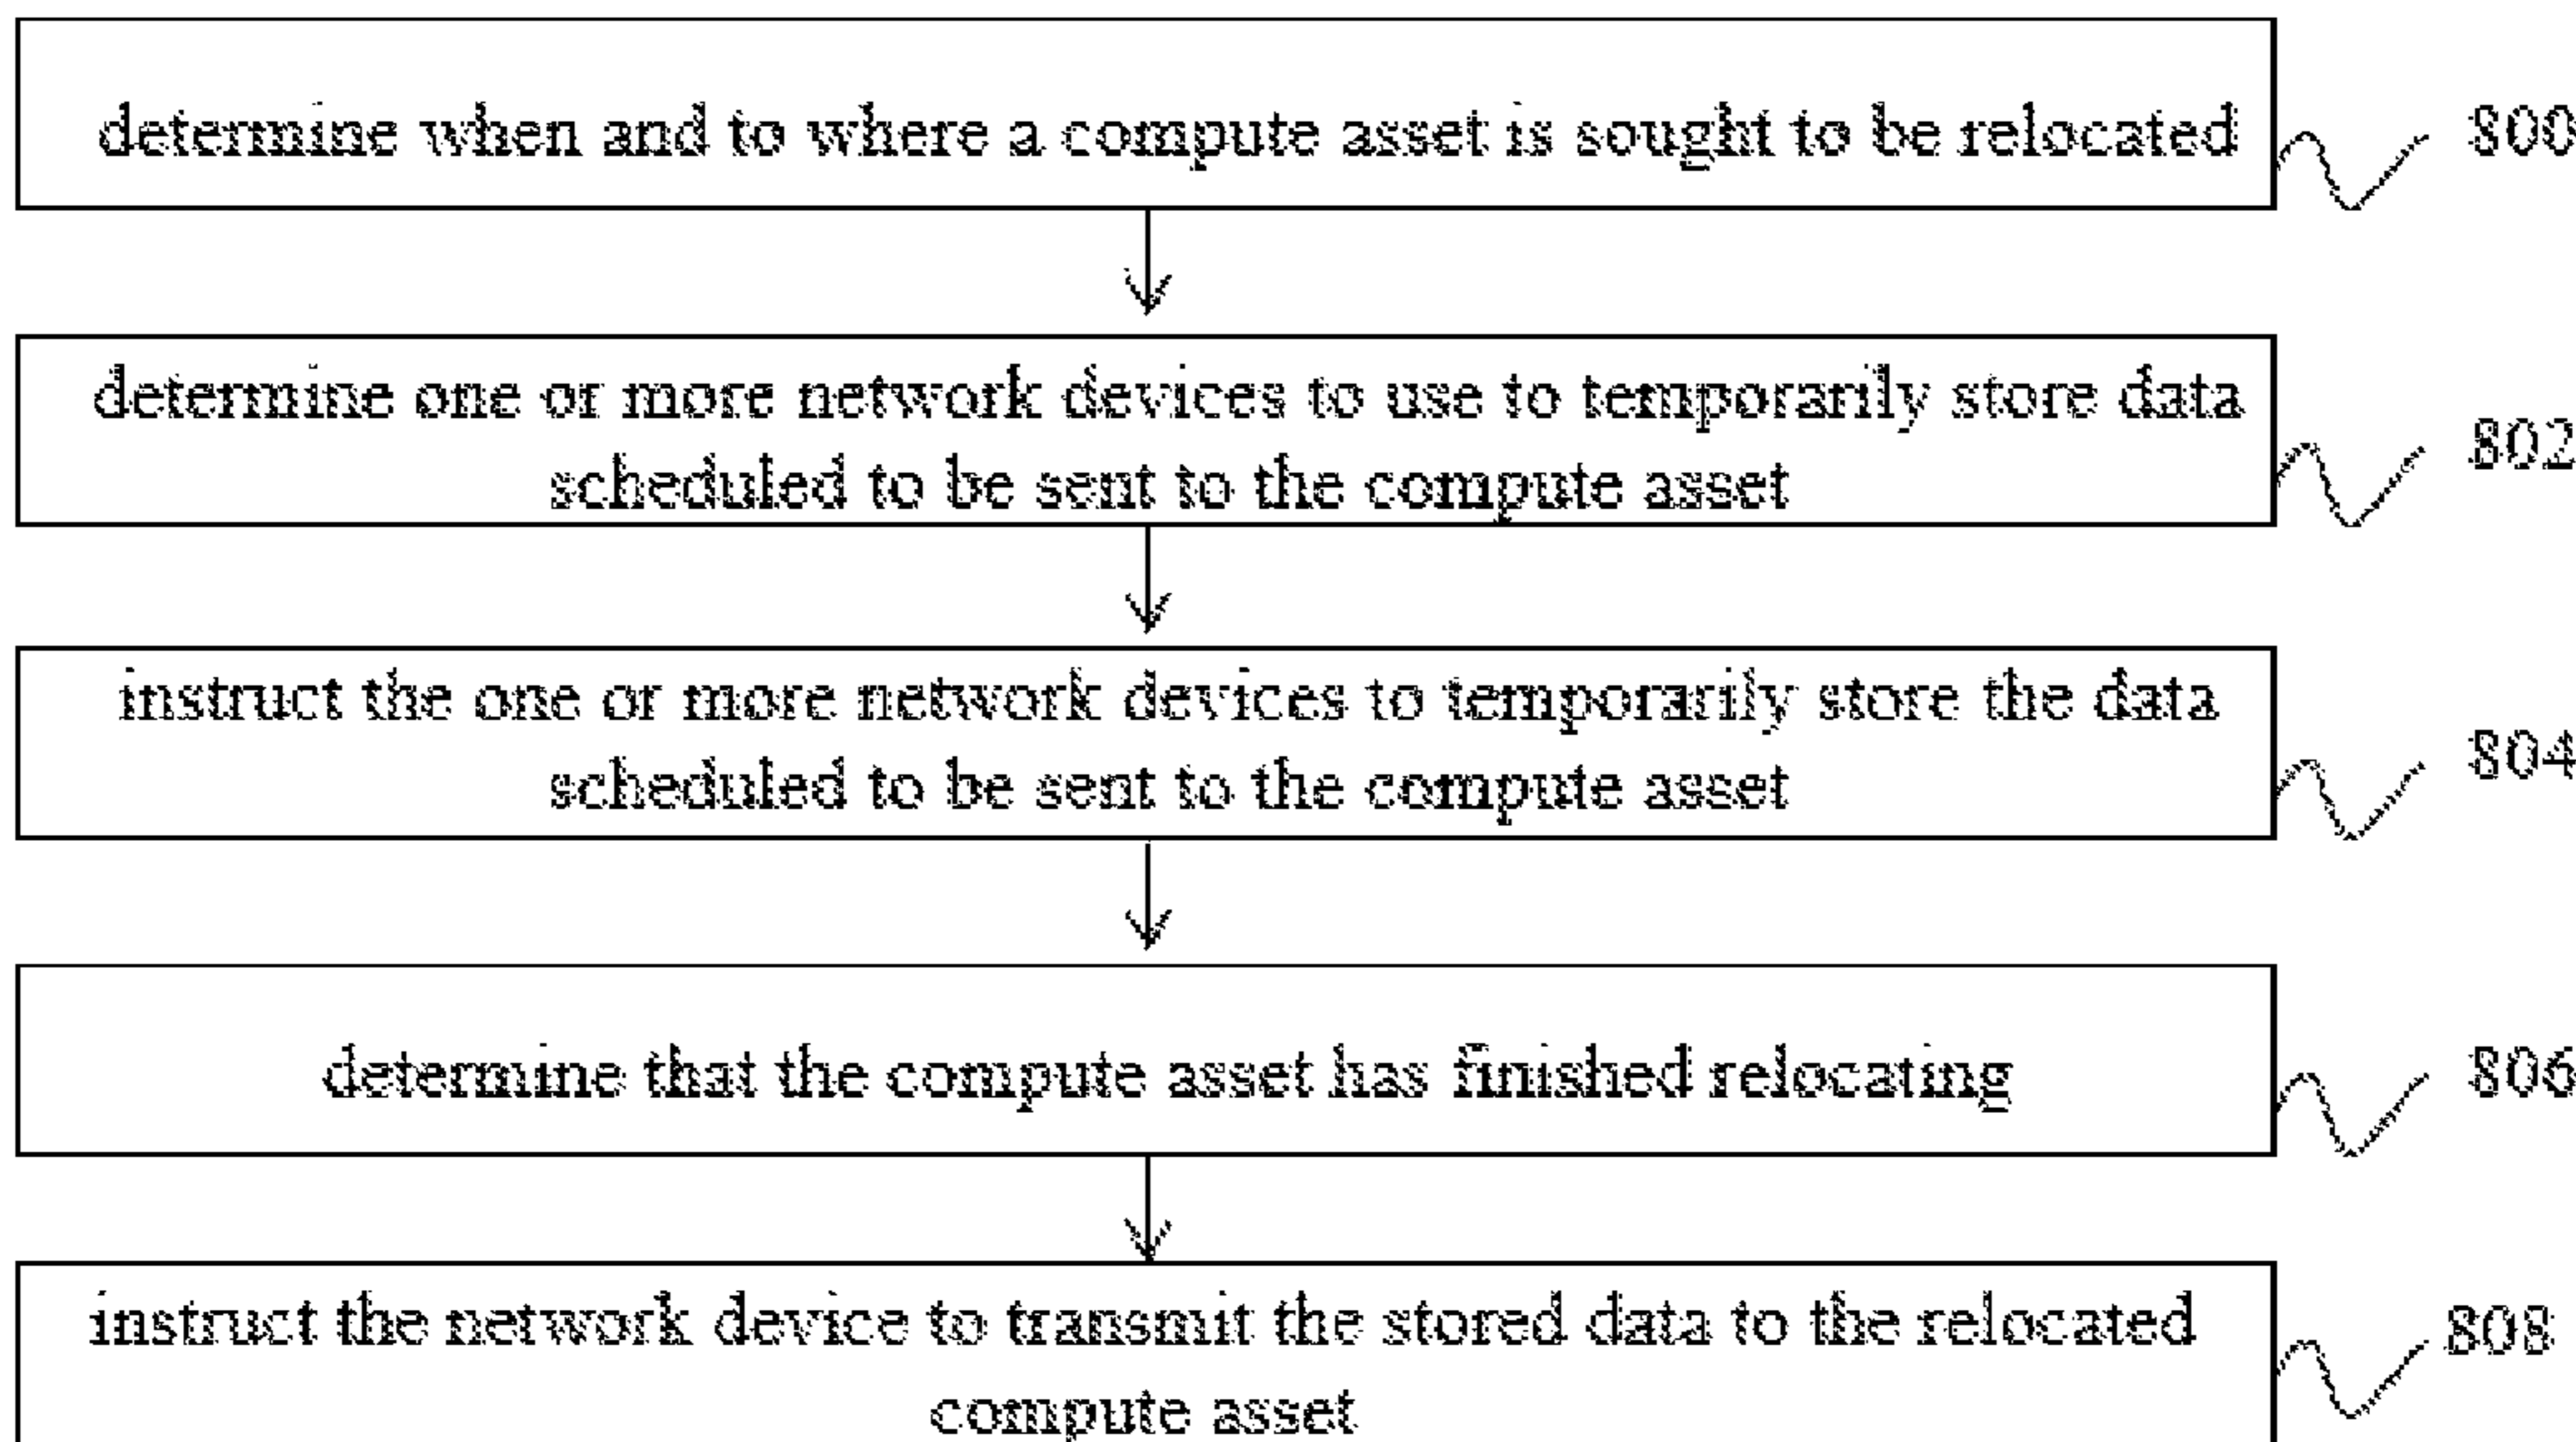 determine when and to where a compute asset is sought to be relocated
800
determine one or more network devices to use to temporarily store data
scheduled to be sent to the compute asset
802
instruct the one or more network devices to temporarily store the data
scheduled to be sent to the compute asset
804
determine that the compute asset has finished relocating
806
instruct the network device to transmit the stored data to the relocated
compute asset
808